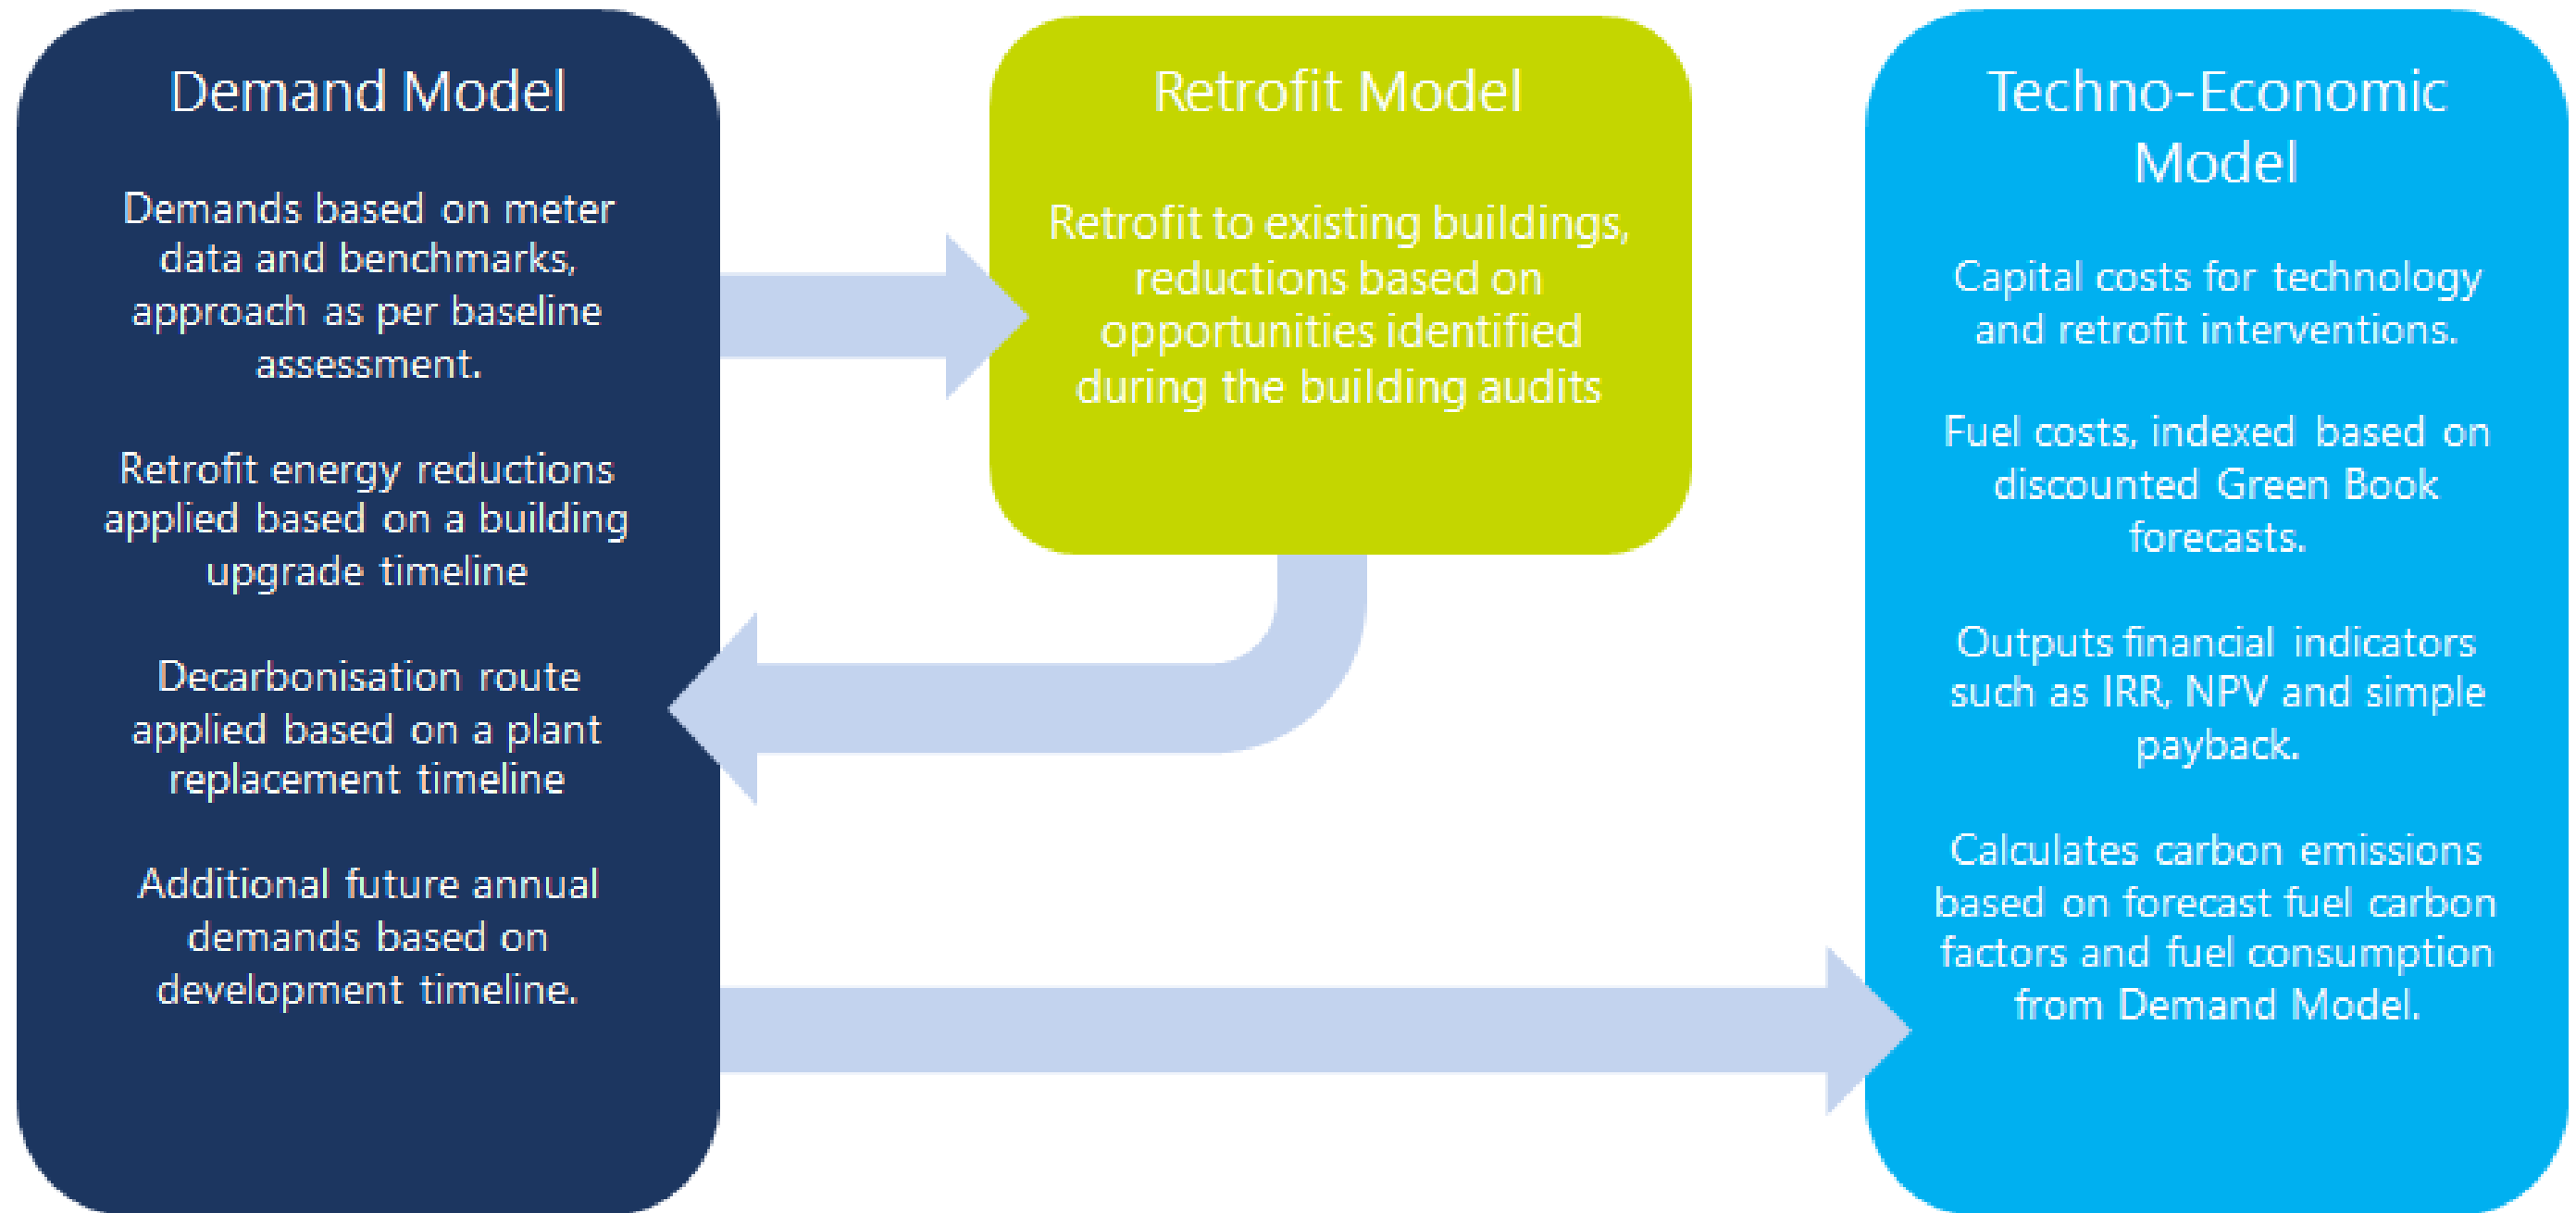 Demand Model
Demands based on meter
data and benchmarks,
approach as per baseline
assessment.
Retrofit energy reductions
applied based on a building
upgrade timeline
Decarbonisation route
applied based on a plant
replacement timeline
Additional future annual
demands based on
development timeline.
Retrofit Model
Retrofit to existing buildings,
reductions based on
opportunities identified
during the building audits
Techno-Economic
Model
Capital costs for technology
and retrofit interventions.
Fuel costs, indexed based on
discounted Green Book
forecasts.
Outputs financial indicators
such as IRR, NPV and simple
payback.
Calculates carbon emissions
based on forecast fuel carbon
factors and fuel consumption
from Demand Model.